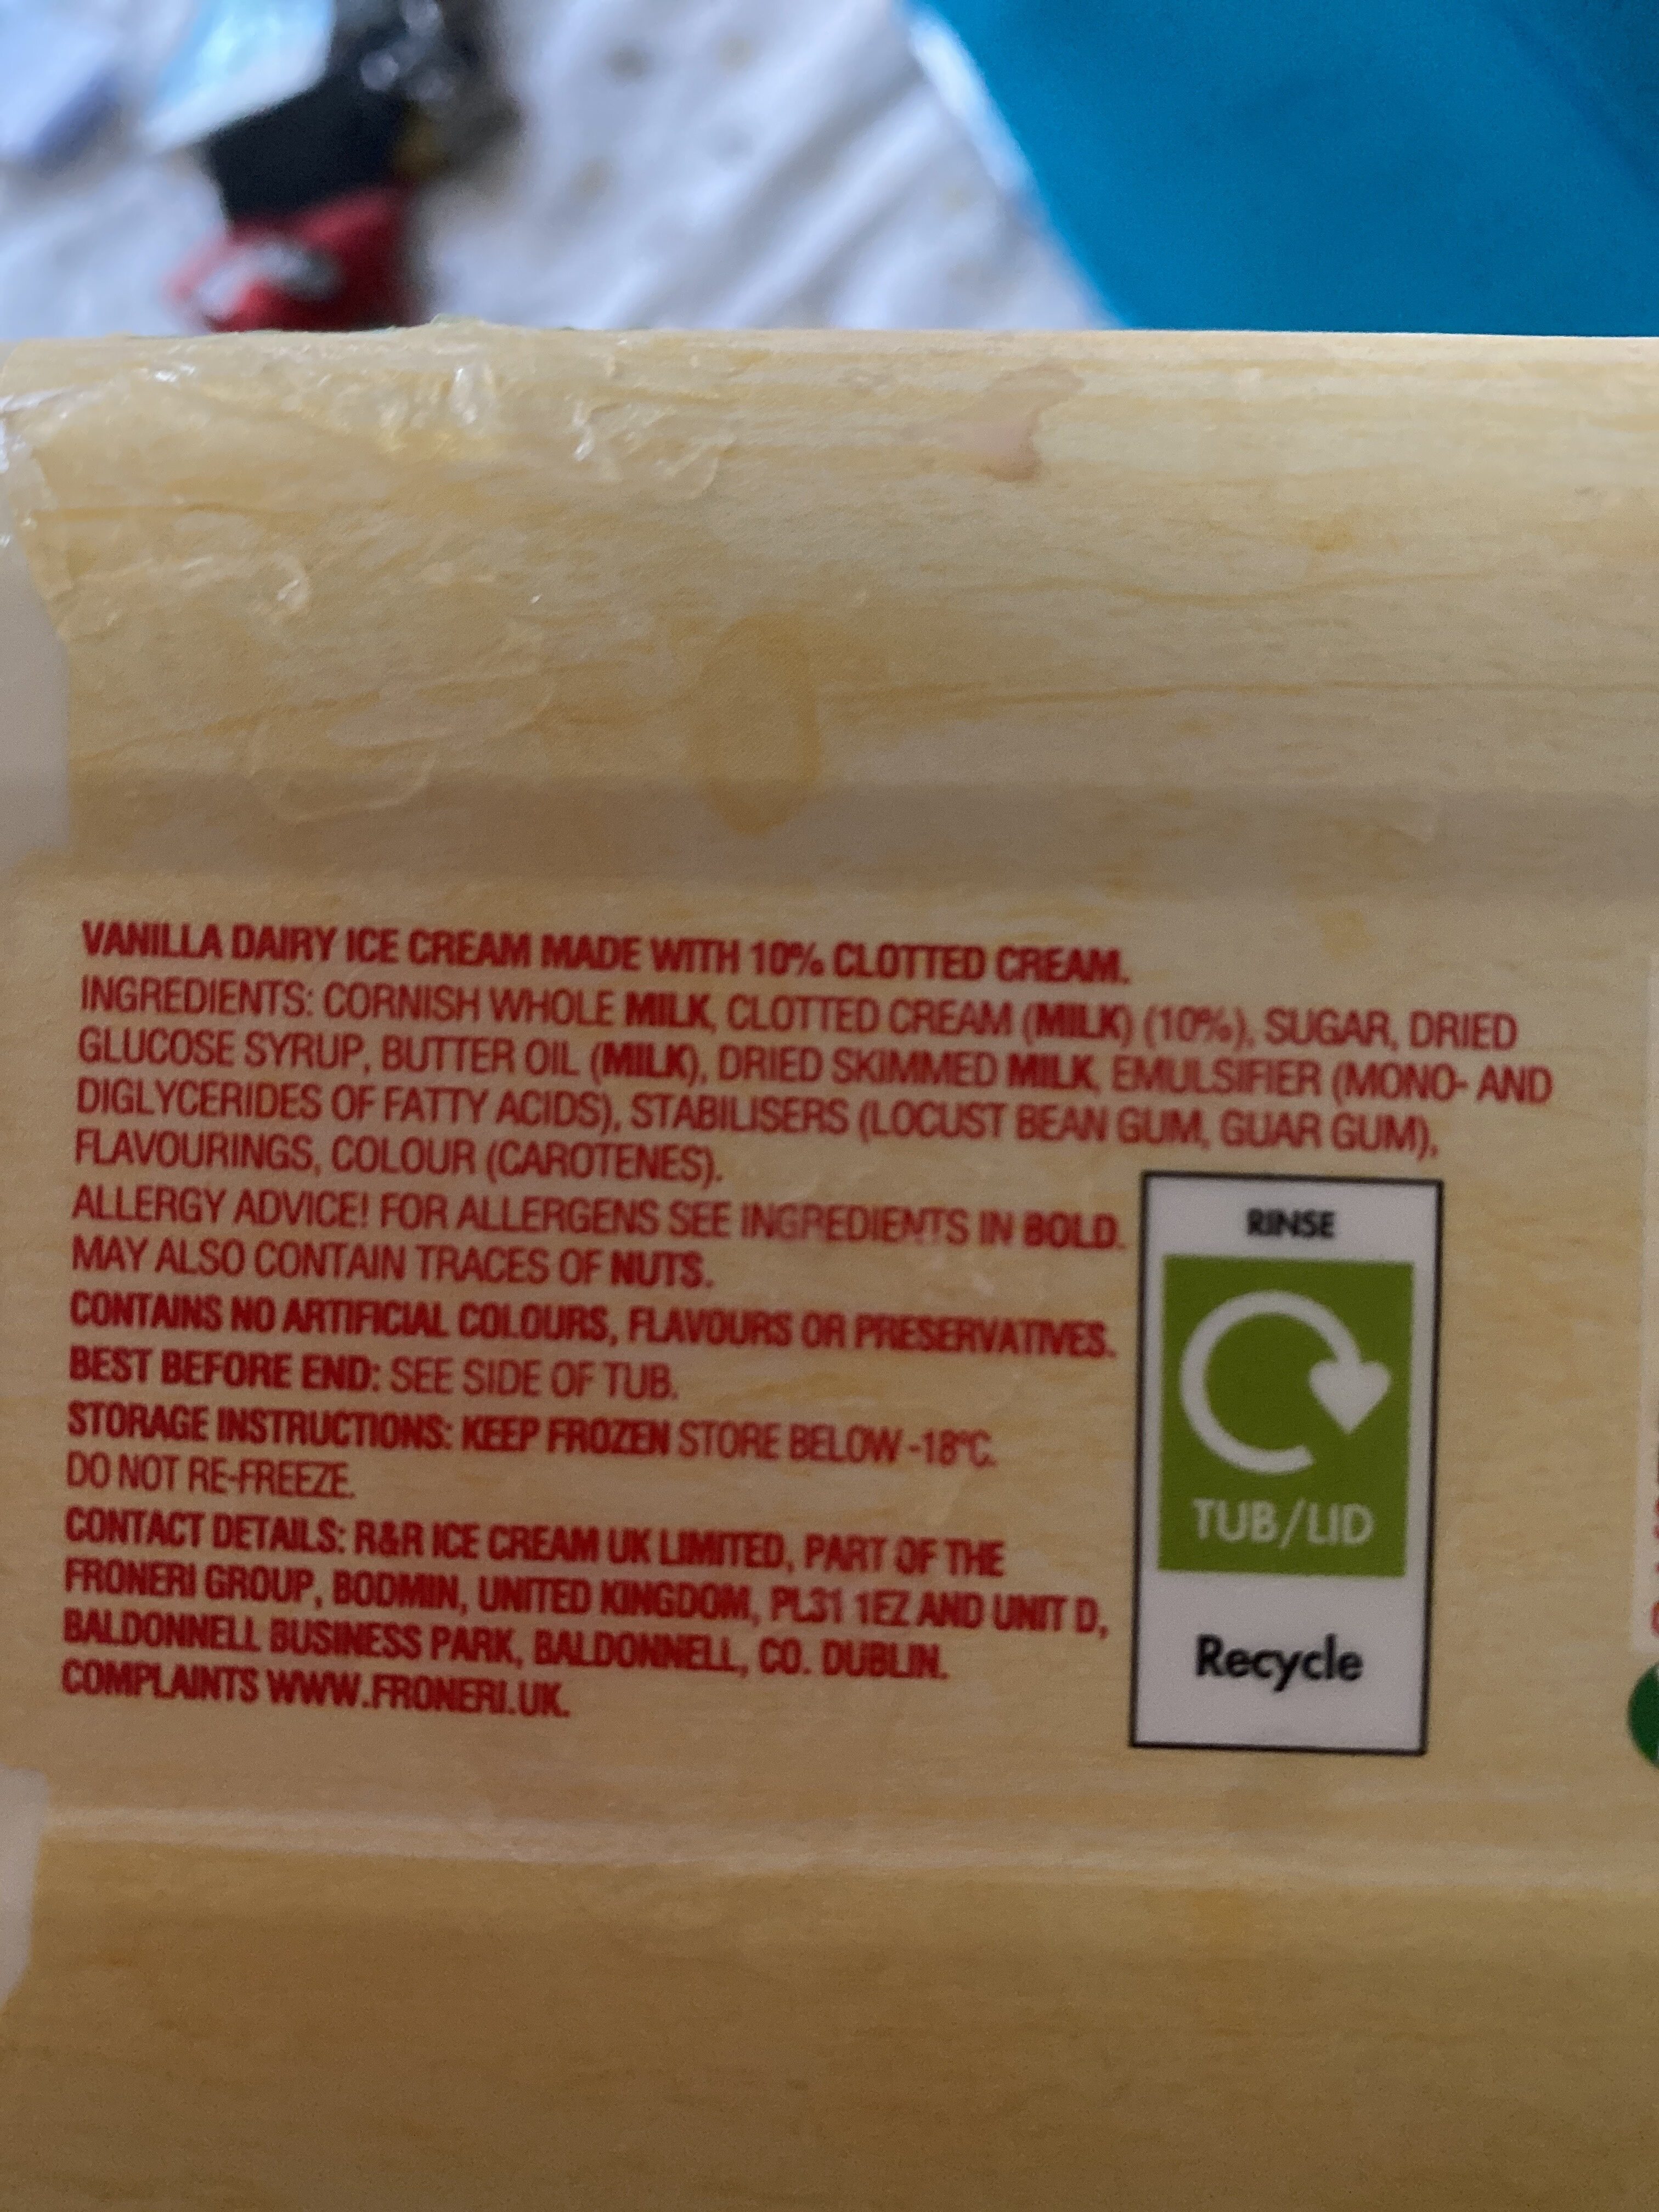 VANILLA DAIRY ICE CREAM MADE WITH 10% CLOTTED CREAM.
INGREDIENTS: CORNISH WHOLE MILK, CLOTTED CREAM (MILK) (10%), SUGAR, DRIED
GLUCOSE SYRUP, BUTTER OIL (MILK), DRIED SKIMMED MILK, EMULSIFIER (MONO- AND
DIGLYCERIDES OF FATTY ACIDS), STABILISERS (LOCUST BEAN GUM, GUAR GUM),
FLAVOURINGS, COLOUR (CAROTENES).
ALLERGY ADVICE! FOR ALLERGENS SEE INGREDIENTS IN BOLD.
MAY ALSO CONTAIN TRACES OF NUTS.
CONTAINS NO ARTIFICIAL COLOURS, FLAVOURS OR PRESERVATIVES.
BEST BEFORE END: SEE SIDE OF TUB.
STORAGE INSTRUCTIONS: KEEP FROZEN STORE BELOW -18°C.
DO NOT RE-FREEZE.
CONTACT DETAILS: R&R ICE CREAM UK LIMITED, PART OF THE
FRONERI GROUP, BODMIN, UNITED KINGDOM, PL31 1EZ AND UNIT D,
BALDONNELL BUSINESS PARK, BALDONNELL, CO. DUBLIN.
COMPLAINTS WWW.FRONERI.UK.
RINSE
TUB/LID
Recycle